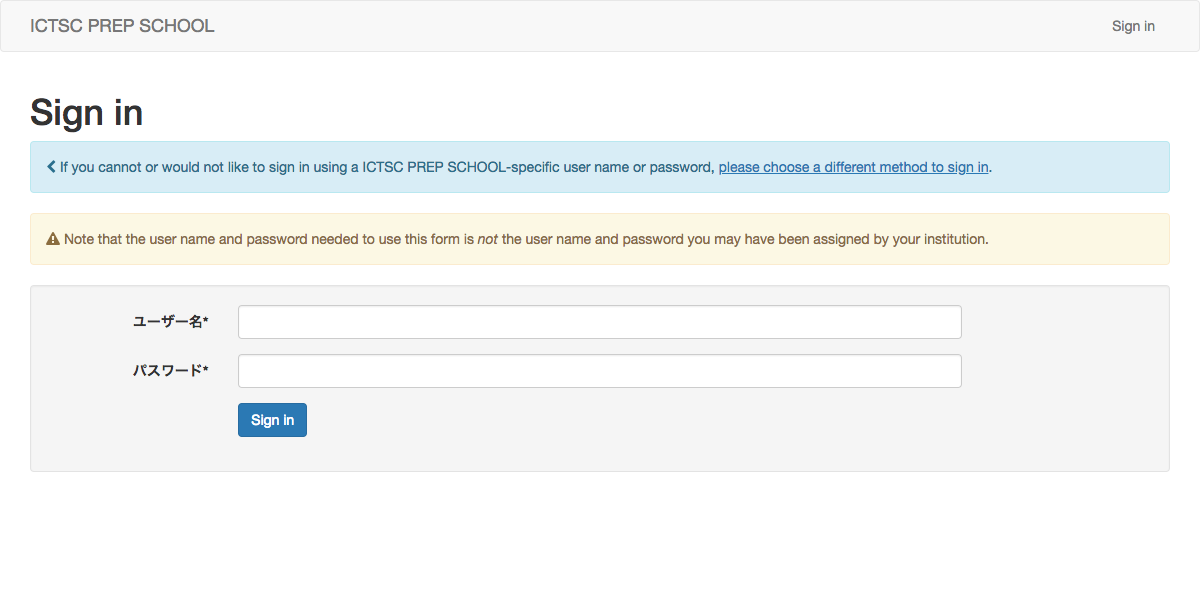 ICTSC PREP SCHOOL
Sign in
Sign in
If you cannot or would not like to sign in using a ICTSC PREP SCHOOL-specific user name or password, please choose a different method to sign in.
Note that the user name and password needed to use this form is not the user name and password you may have been assigned by your institution.
ユーザー名*
パスワード*
Sign in